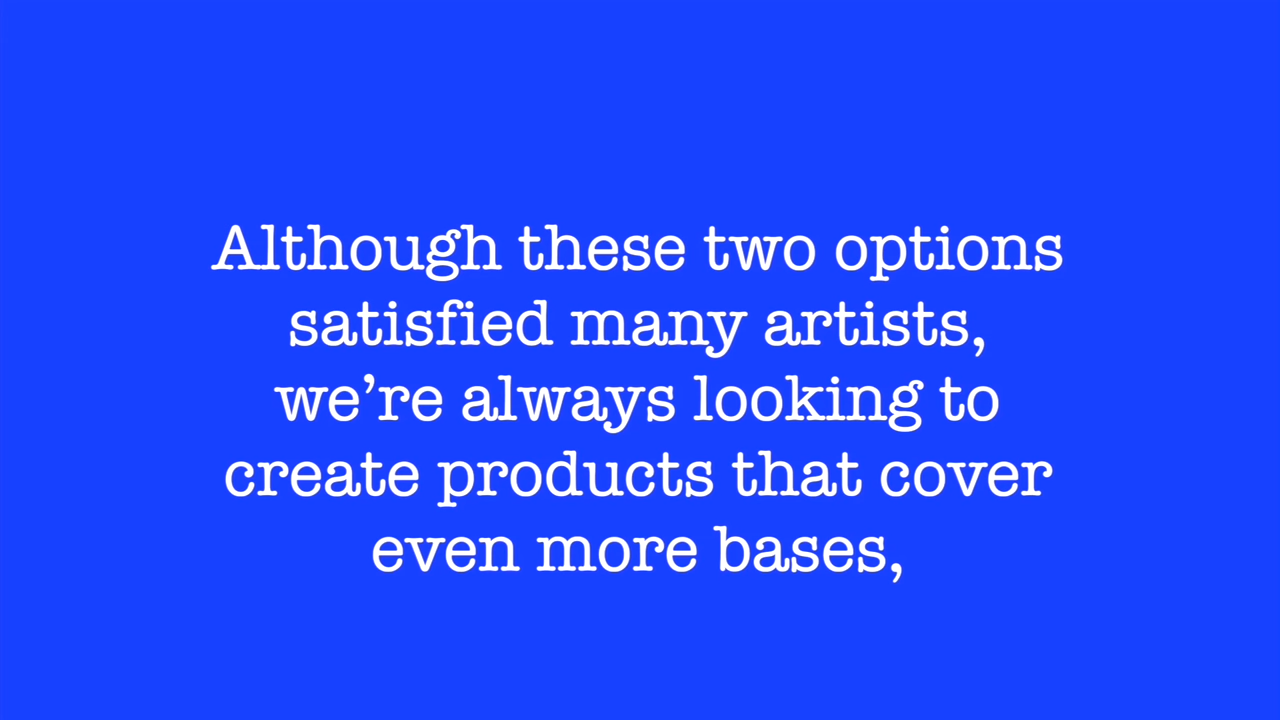 Although these two options
satisfied many artists,
we’re always looking to
create products that cover
even more bases,